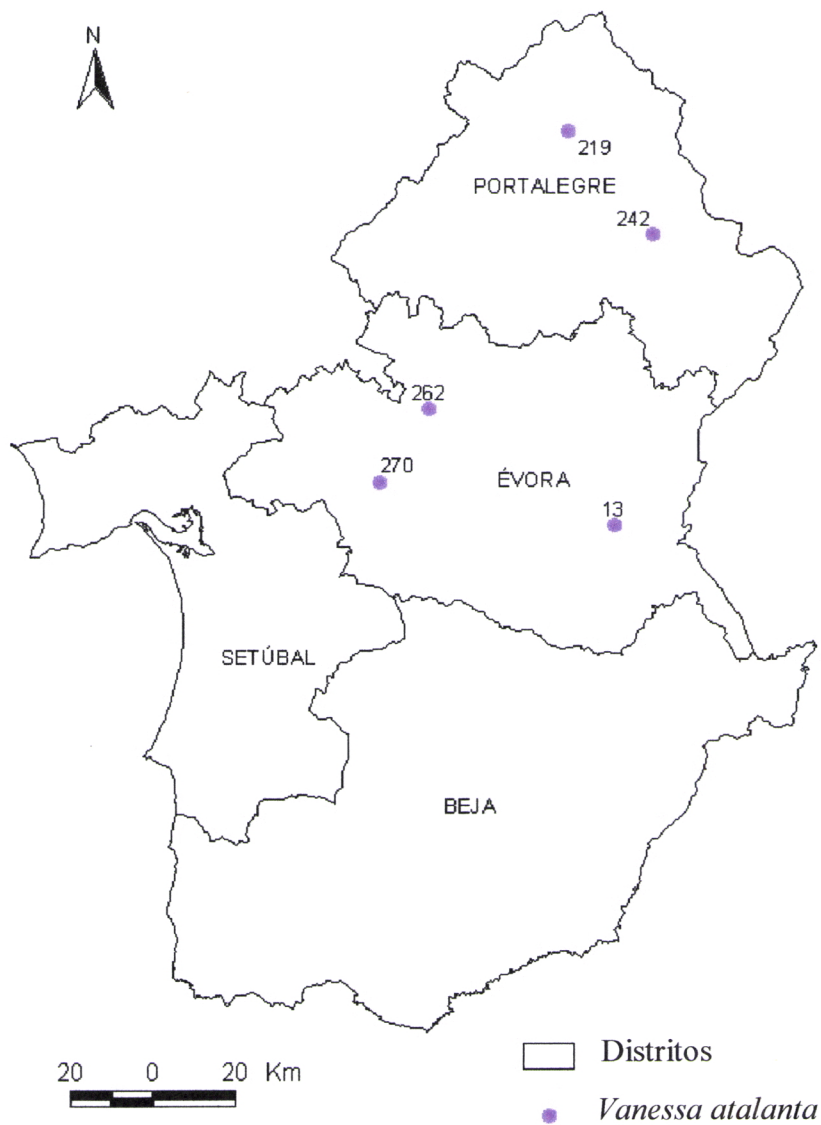 N
219
PORTALEGRE
242
262
270
ÉVORA
13
SETÚBAL
BEJA
Distritos
20 0 20 Km
Vanessa atalanta